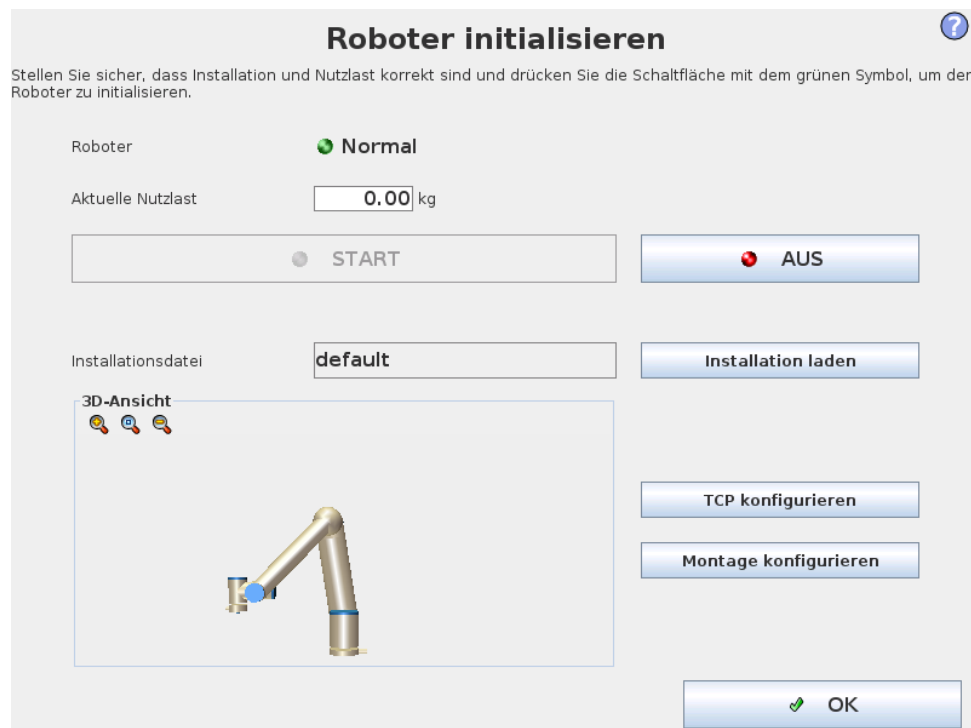 Roboter initialisieren
?
Stellen Sie sicher, dass Installation und Nutzlast korrekt sind und drücken Sie die Schaltfläche mit dem grünen Symbol, um der
Roboter zu initialisieren.
Roboter Normal
Aktuelle Nutzlast 0.00 kg
START AUS
Installationsdatei default Installation laden
3D-Ansicht
TCP konfigurieren
Montage konfigurieren
OK